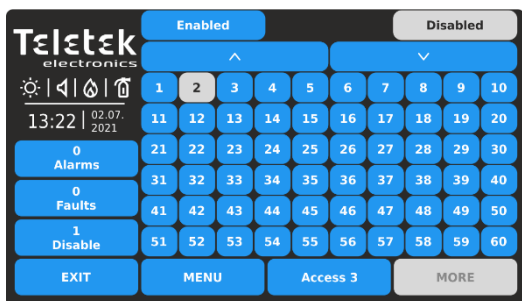 Teletek
electronics
Enabled
Disabled
13:22
02.07.
2021
1 2 3 4 5 6 7 8 9 10
11 12 13 14 15 16 17 18 19 20
21 22 23 24 25 26 27 28 29 30
31 32 33 34 35 36 37 38 39 40
41 42 43 44 45 46 47 48 49 50
51 52 53 54 55 56 57 58 59 60
0
Alarms
0
Faults
1
Disable
EXIT
MENU
Access 3
MORE